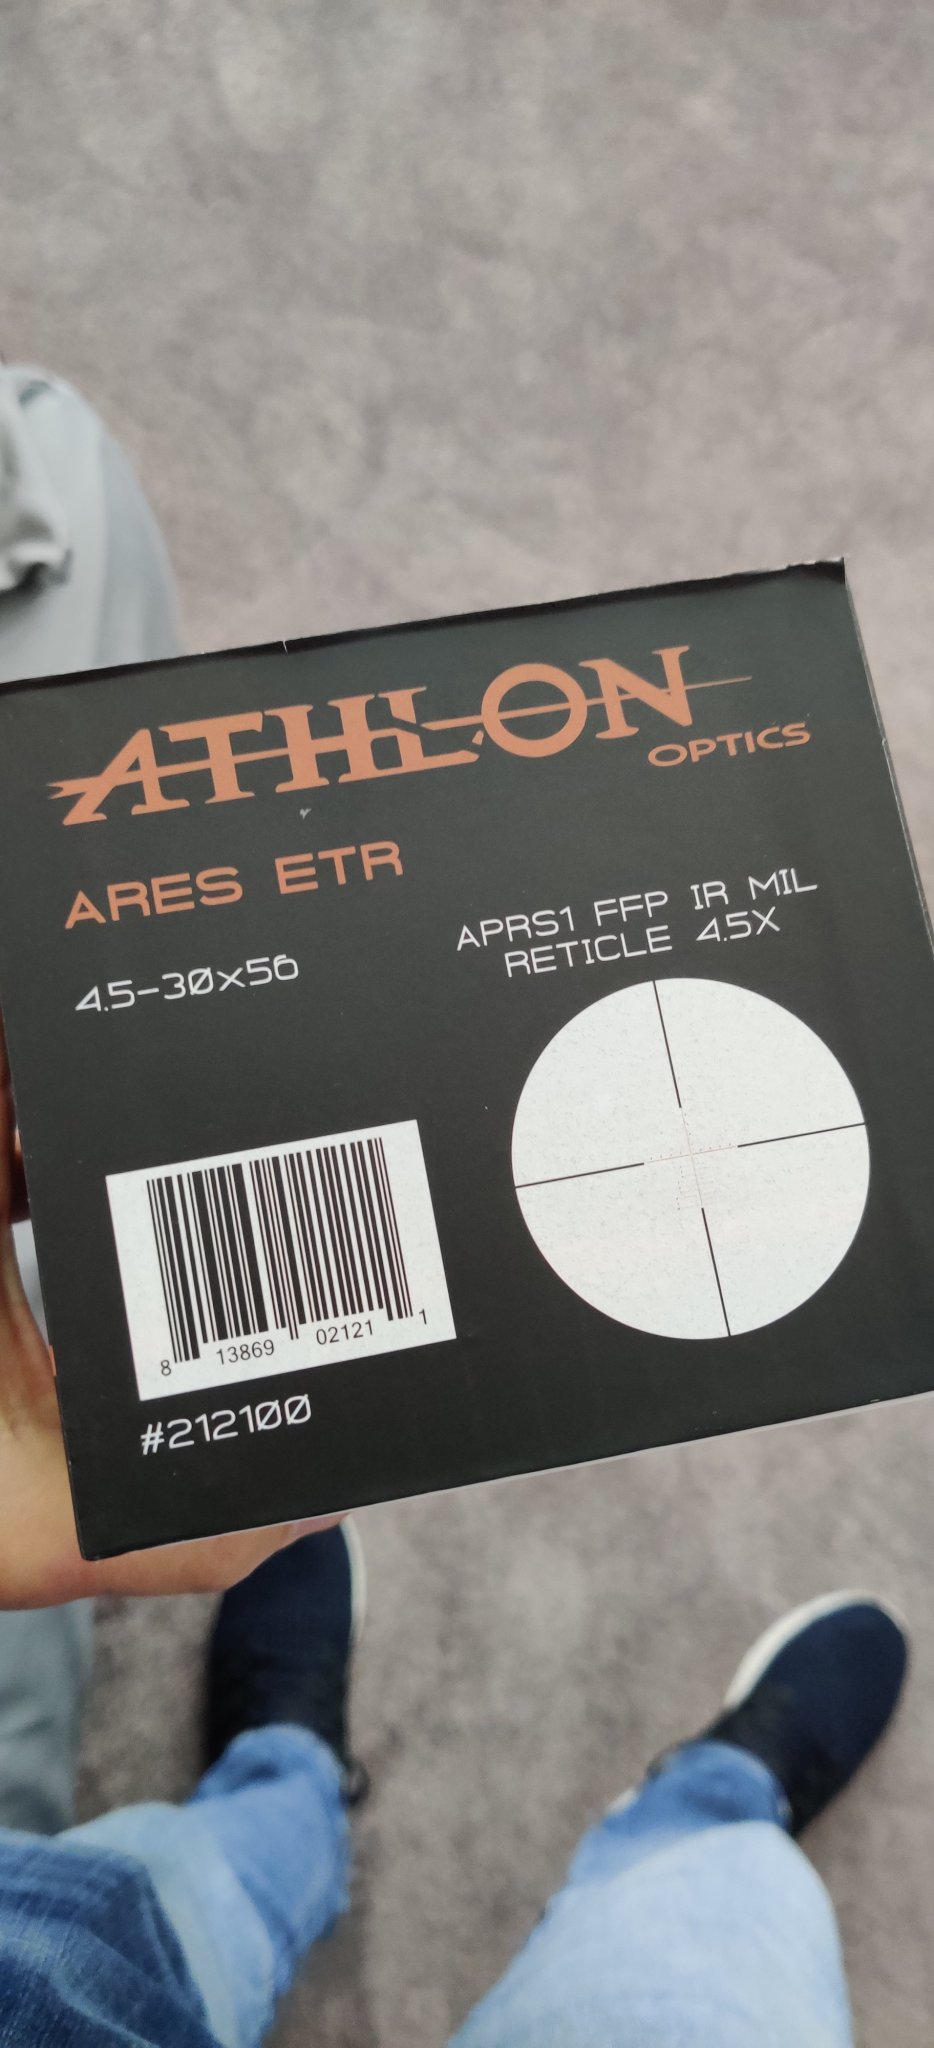 ATHLON
OPTICS
ARES ETR
4.5-30x56
APRS1 FFP IR MIL
RETICLE 4.5X
8 13869 02121 1
#212100